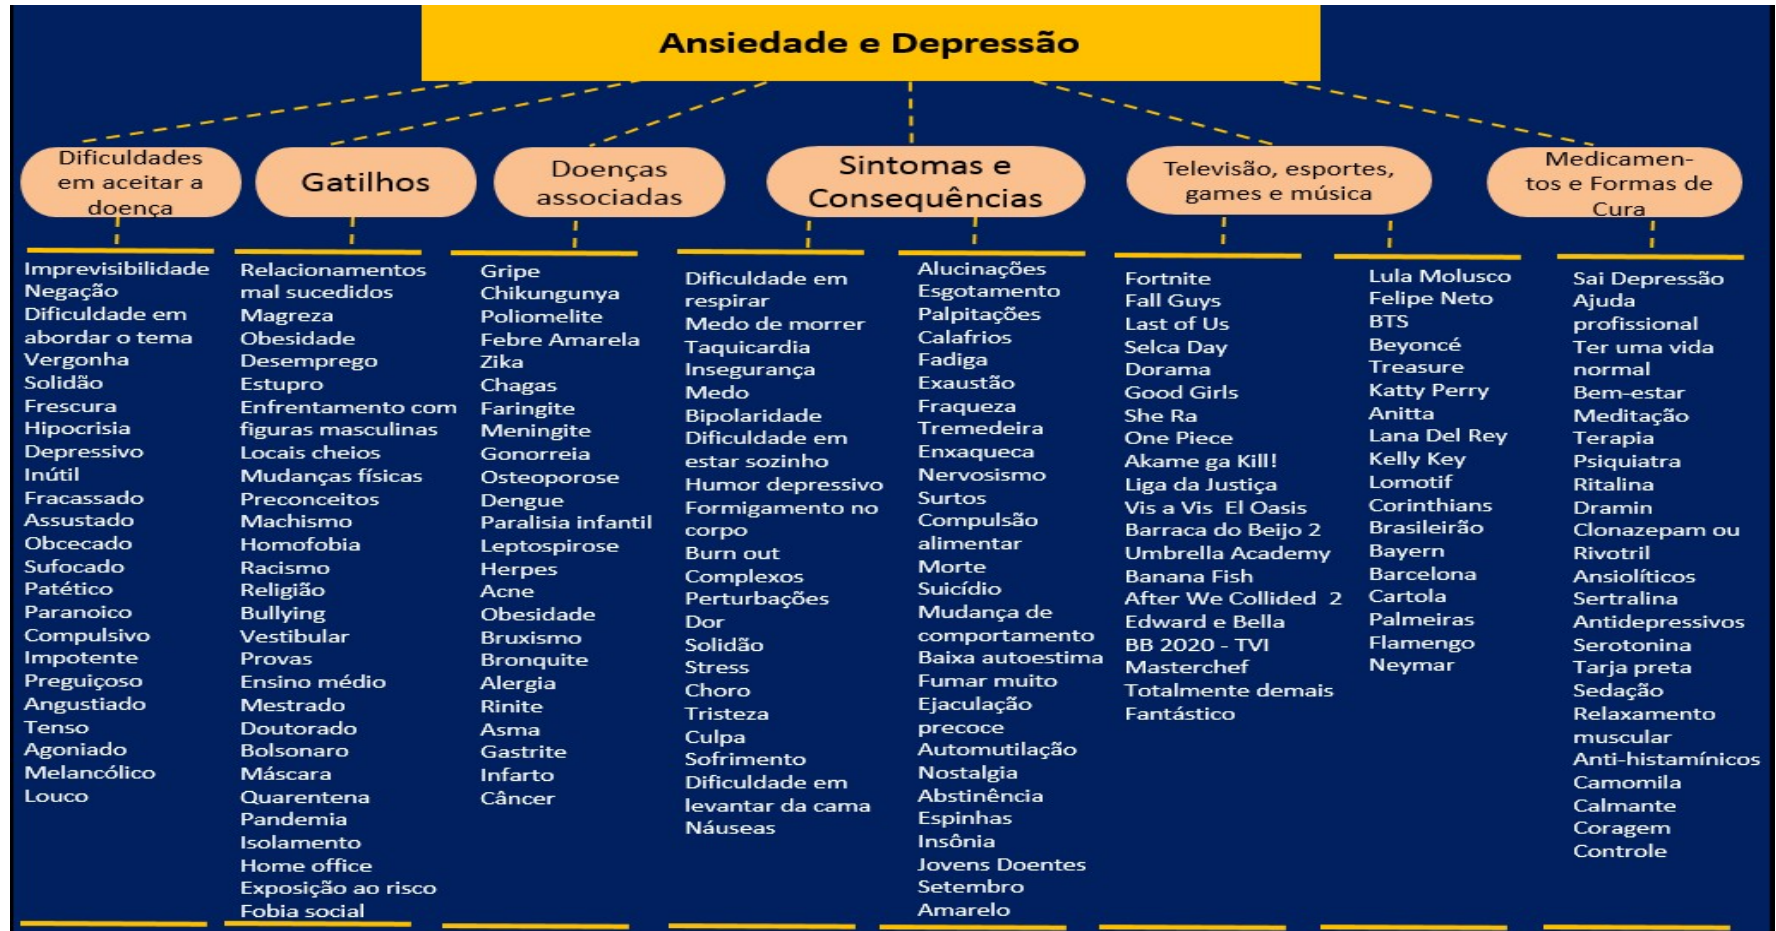 Ansiedade e Depressão
Dificuldades
em aceitar a
doença
Gatilhos
Doenças
associadas
Sintomas e
Consequências
Televisão, esportes,
games e música
Medicamen-
tos e Formas de
Cura
Imprevisibilidade
Negação
Dificuldade em
abordar o tema
Vergonha
Solidão
Frescura
Hipocrisia
Depressivo
Inútil
Fracassado
Assustado
Obcecado
Sufocado
Patético
Paranoico
Compulsivo
Impotente
Preguiçoso
Angustiado
Tenso
Agoniado
Melancólico
Louco
Relacionamentos
mal sucedidos
Magreza
Obesidade
Desemprego
Estupro
Enfrentamento com
figuras masculinas
Locais cheios
Mudanças físicas
Preconceitos
Machismo
Homofobia
Racismo
Religião
Bullying
Vestibular
Provas
Ensino médio
Mestrado
Doutorado
Bolsonaro
Máscara
Quarentena
Pandemia
Isolamento
Home office
Exposição ao risco
Fobia social
Gripe
Chikungunya
Poliomelite
Febre Amarela
Zika
Chagas
Faringite
Meningite
Gonorreia
Osteoporose
Dengue
Paralisia infantil
Leptospirose
Herpes
Acne
Obesidade
Bruxismo
Bronquite
Alergia
Rinite
Asma
Gastrite
Infarto
Câncer
Dificuldade em
respirar
Medo de morrer
Taquicardia
Insegurança
Medo
Bipolaridade
Dificuldade em
estar sozinho
Humor depressivo
Formigamento no
corpo
Burn out
Complexos
Perturbações
Dor
Solidão
Stress
Choro
Tristeza
Culpa
Sofrimento
Dificuldade em
levantar da cama
Náuseas
Alucinações
Esgotamento
Palpitações
Calafrios
Fadiga
Exaustão
Fraqueza
Tremedeira
Enxaqueca
Nervosismo
Surtos
Compulsão
alimentar
Morte
Suicídio
Mudança de
comportamento
Baixa autoestima
Fumar muito
Ejaculação
precoce
Automutilação
Nostalgia
Abstinência
Espinhas
Insônia
Jovens Doentes
Setembro
Amarelo
Fortnite
Fall Guys
Last of Us
Selca Day
Dorama
Good Girls
She Ra
One Piece
Akame ga Kill!
Liga da Justiça
Vis a Vis El Oasis
Barraca do Beijo 2
Umbrella Academy
Banana Fish
After We Collided 2
Edward e Bella
BB 2020 - TVI
Masterchef
Totalmente demais
Fantástico
Lula Molusco
Felipe Neto
BTS
Beyoncé
Treasure
Katty Perry
Anitta
Lana Del Rey
Kelly Key
Lomotif
Corinthians
Brasileirão
Bayern
Barcelona
Cartola
Palmeiras
Flamengo
Neymar
Sai Depressão
Ajuda
profissional
Ter uma vida
normal
Bem-estar
Meditação
Terapia
Psiquiatra
Ritalina
Dramin
Clonazepam ou
Rivotril
Ansiolíticos
Sertralina
Antidepressivos
Serotonina
Tarja preta
Sedação
Relaxamento
muscular
Anti-histamínicos
Camomila
Calmante
Coragem
Controle